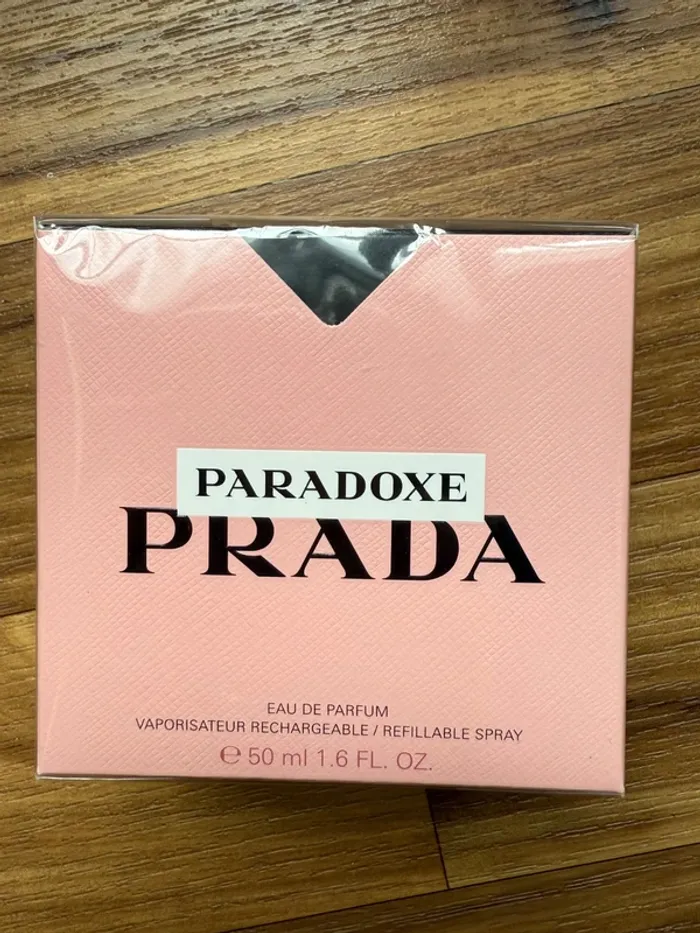 PARADOXE
PRADA
EAU DE PARFUM
VAPORISATEUR RECHARGEABLE / REFILLABLE SPRAY
℮ 50 ml 1.6 FL. OZ.